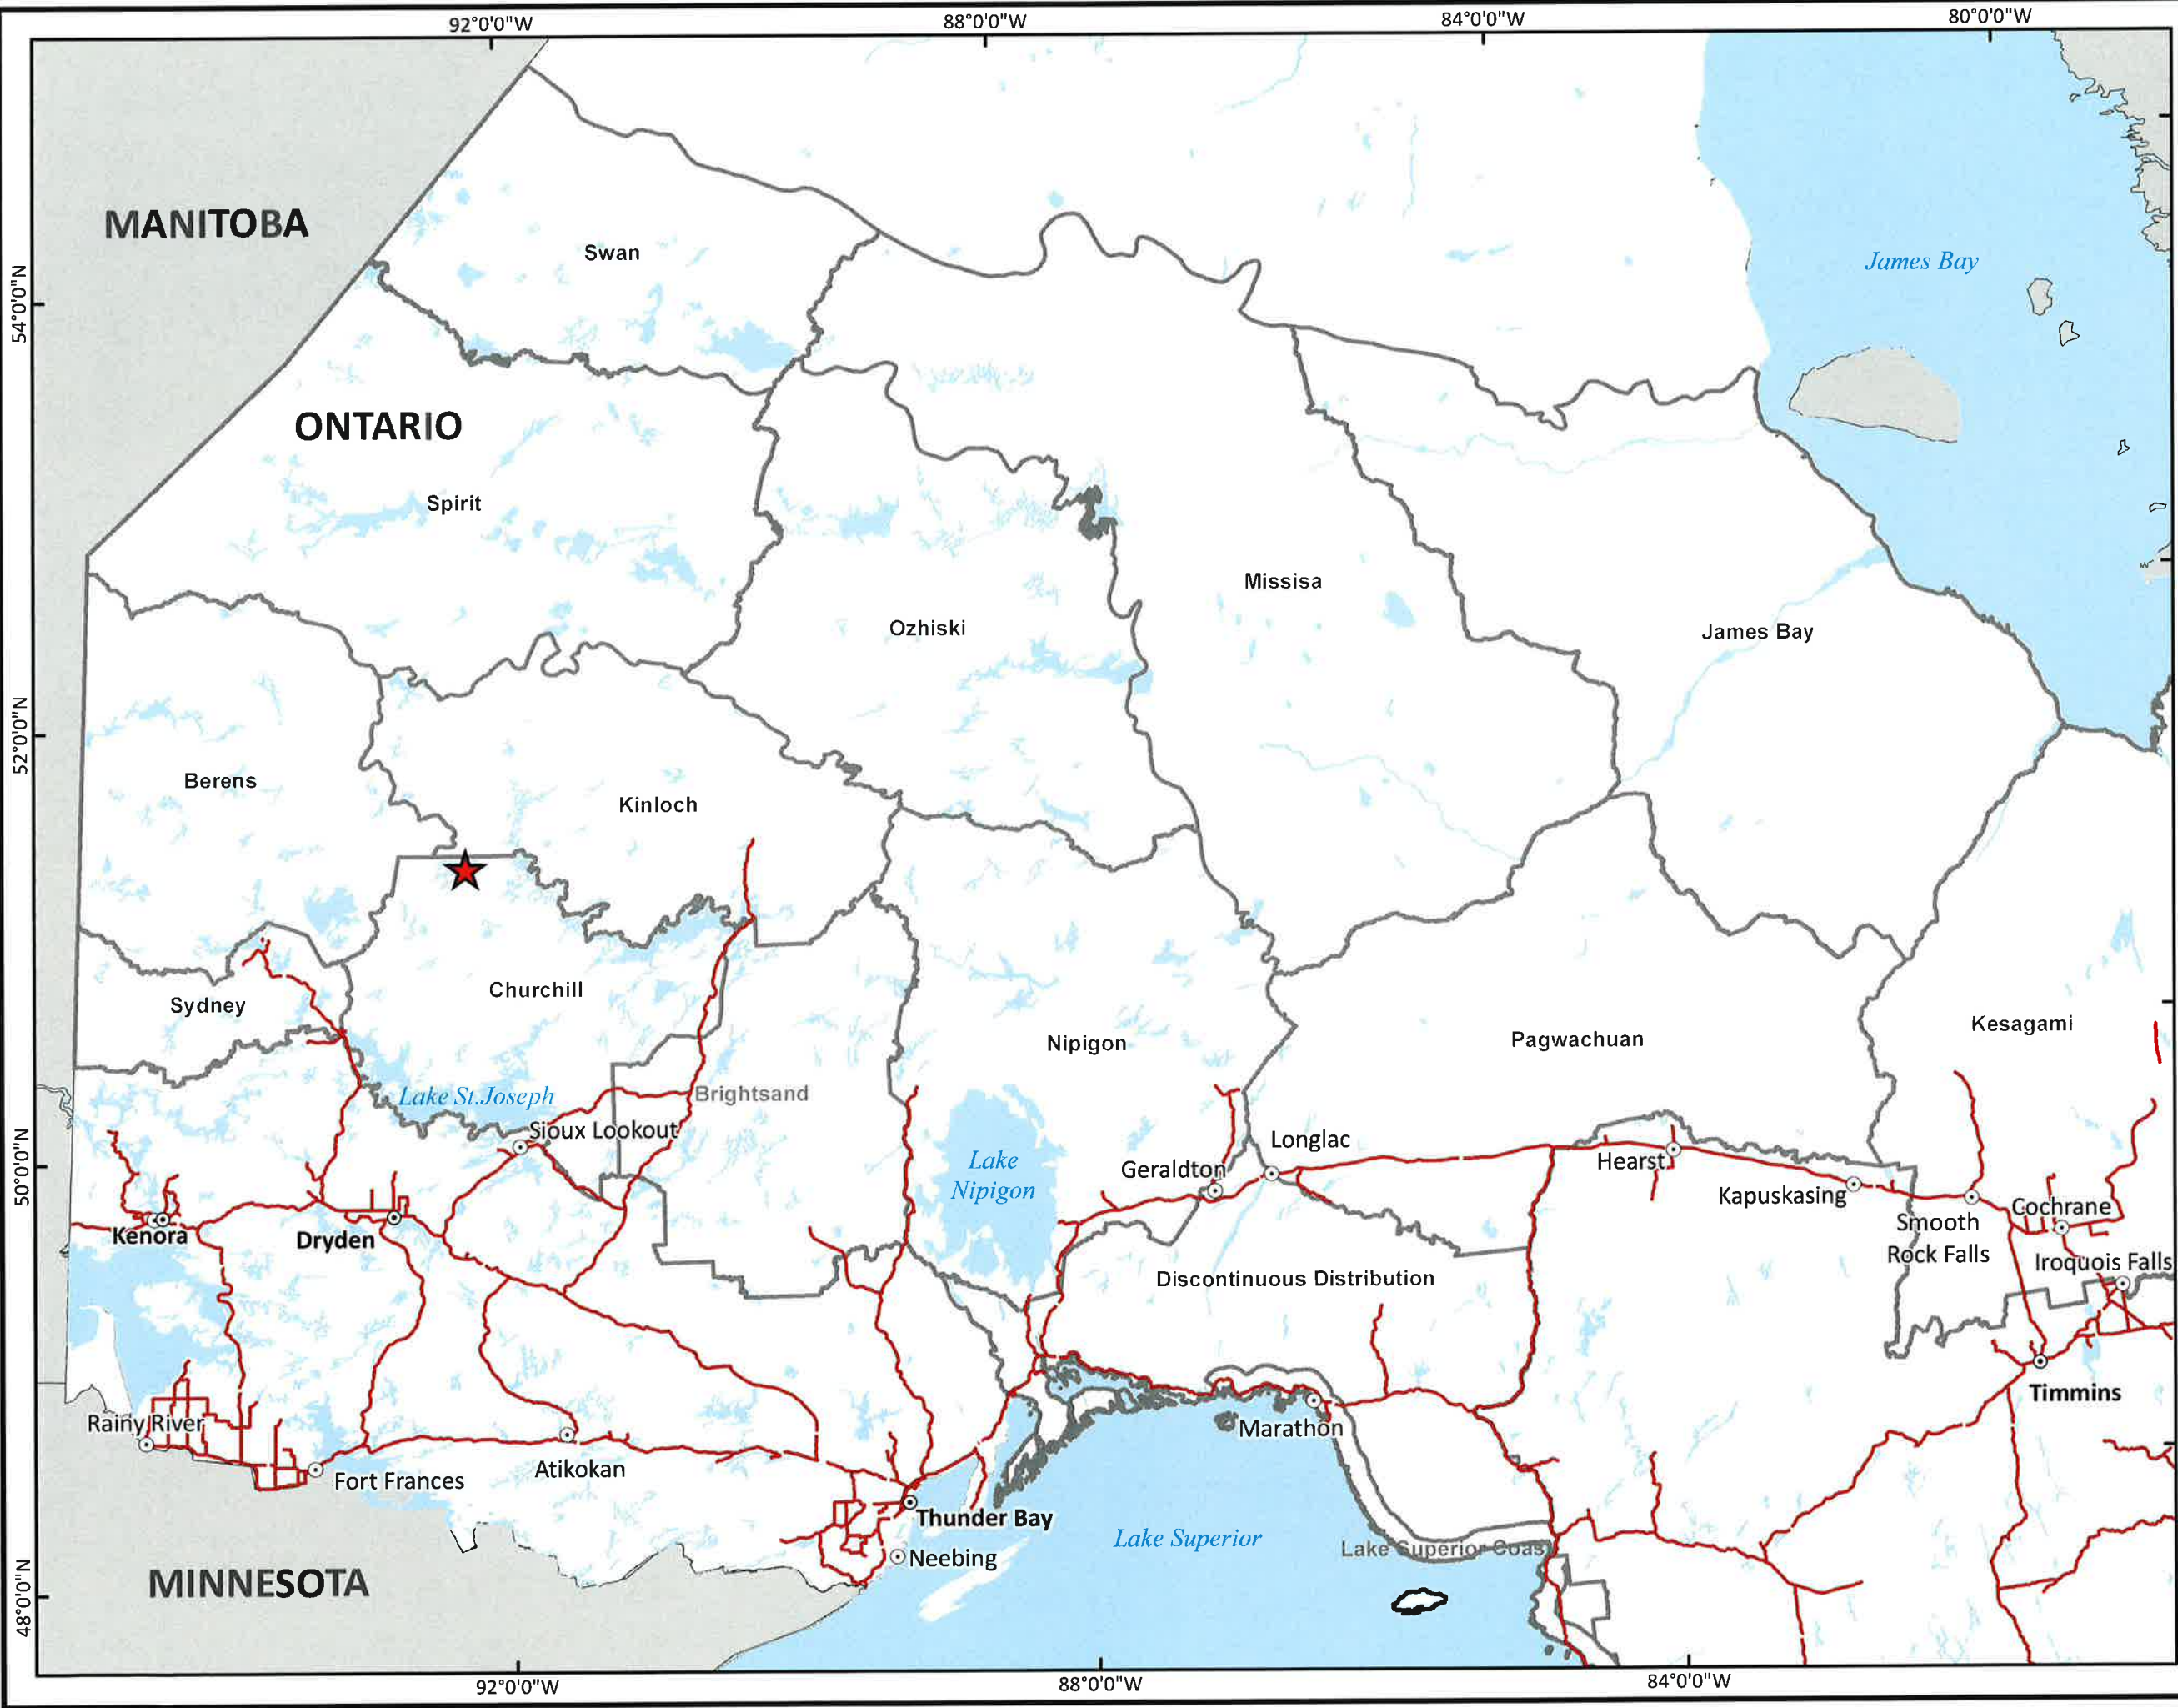 92°0'0"W
88°0'0"W
84°0'0"W
80°0'0"W
MANITOBA
Swan
James Bay
54°0'0"N
ONTARIO
Spirit
Missisa
Ozhiski
James Bay
52°0'0"N
Berens
Kinloch
Churchill
Sydney
Kesagami
Nipigon
Pagwachuan
Lake St.Joseph
Brightsand
Sioux Lookout
50°0'0"N
Longlac
Lake
Nipigon
Geraldton
Hearst
Kapuskasing
Cochrane
Smooth
Rock Falls
Kenora
Dryden
Iroquois Falls
Discontinuous Distribution
Timmins
Rainy River
Marathon
Atikokan
Fort Frances
Thunder Bay
Lake Superior
Lake Superior Coast
Neebing
MINNESOTA
48°0'0"N
92°0'0"W
88°0'0"W
84°0'0"W